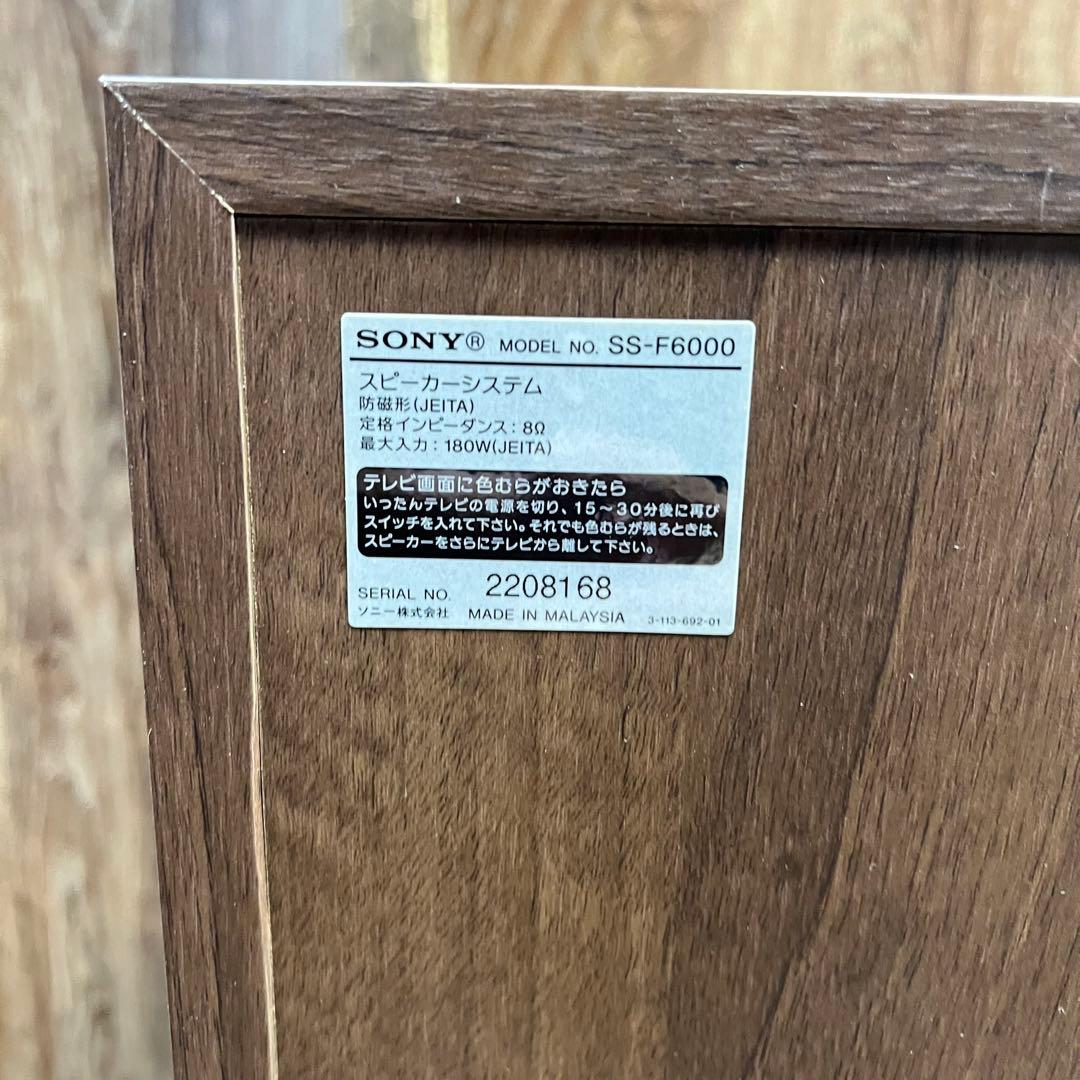 SONY® MODEL NO. SS-F6000
スピーカーシステム
防磁形(JEITA)
定格インピーダンス：8Ω
最大入力：180W(JEITA)
テレビ画面に色むらがおきたら
いったんテレビの電源を切り、15～30分後に再び
スイッチを入れて下さい。それでも色むらが残るときは、
スピーカーをさらにテレビから離して下さい。
SERIAL NO. 2208168
ソニー株式会社 MADE IN MALAYSIA 3-113-692-01